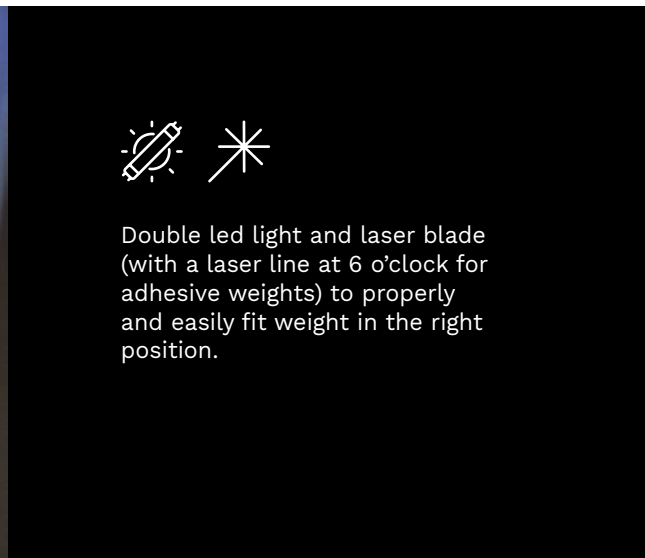 Double led light and laser blade
(with a laser line at 6 o’clock for
adhesive weights) to properly
and easily fit weight in the right
position.